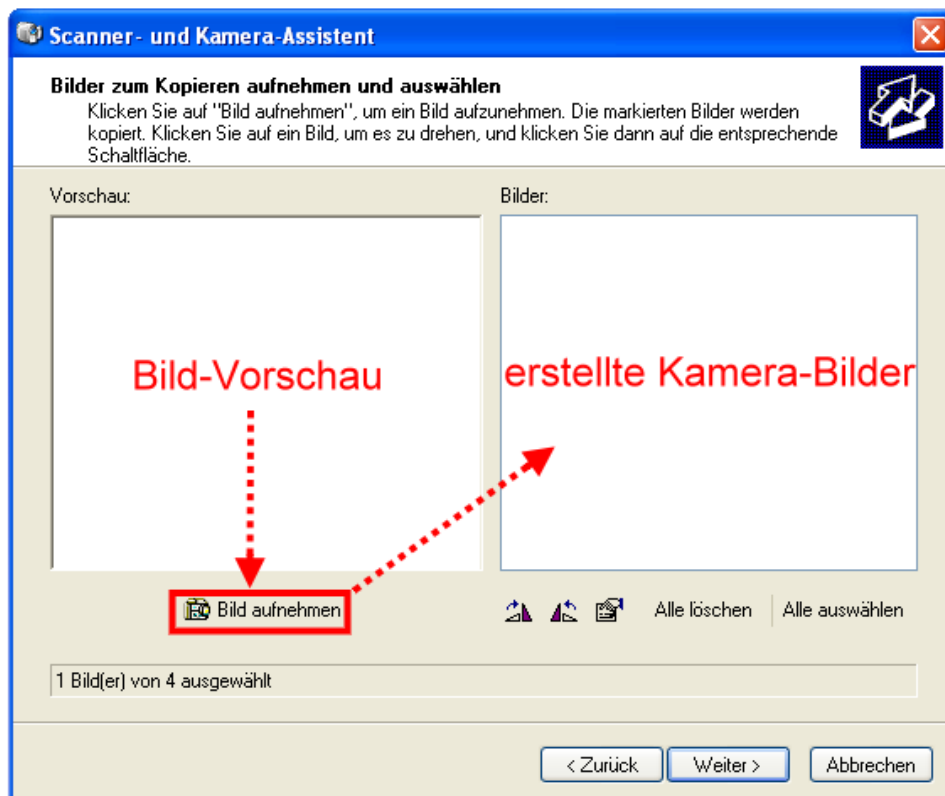 Scanner- und Kamera-Assistent
Bilder zum Kopieren aufnehmen und auswählen
Klicken Sie auf "Bild aufnehmen", um ein Bild aufzunehmen. Die markierten Bilder werden
kopiert. Klicken Sie auf ein Bild, um es zu drehen, und klicken Sie dann auf die entsprechende
Schaltfläche.
Vorschau:
Bilder:
Bild-Vorschau
erstellte Kamera-Bilder
Bild aufnehmen
Alle löschen
Alle auswählen
1 Bild(er) von 4 ausgewählt
< Zurück
Weiter >
Abbrechen